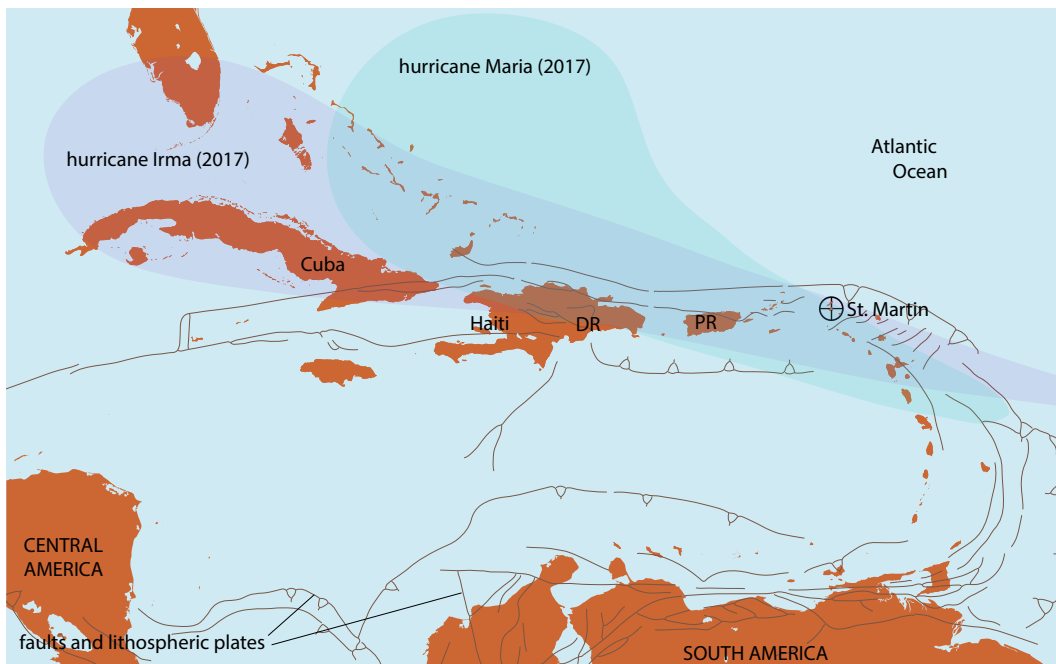 hurricane Maria (2017)
hurricane Irma (2017)
Atlantic
Ocean
Cuba
St. Martin
Haiti
DR
PR
CENTRAL
AMERICA
faults and lithospheric plates
SOUTH AMERICA